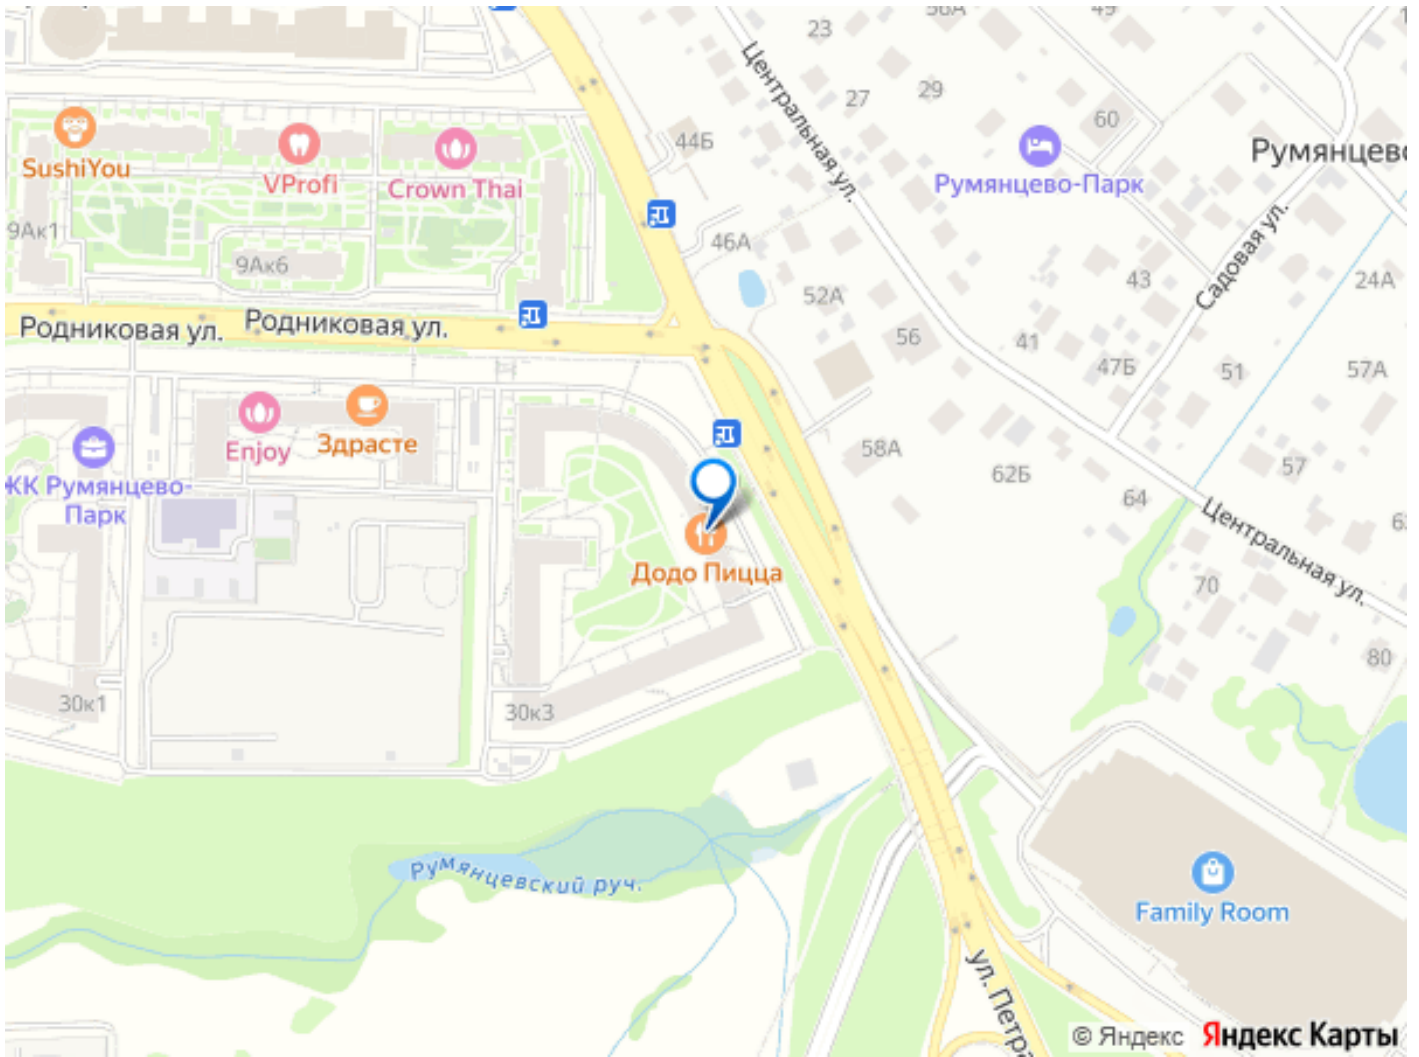 23
49
Центральная ул.
27
29
60
44Б
SushiYou
VProfi
Crown Thai
Румянцево-Парк
Румянцево
9Ак1
46А
Садовая ул.
9Ак6
43
24А
52А
Родниковая ул.
Родниковая ул.
56
41
47Б
51
57А
Enjoy
Здрасте
58А
62Б
57
ЖК Румянцево-
Парк
64
Центральная ул.
Додо Пицца
70
80
30к1
30к3
Румянцевский руч.
Family Room
ул. Петра
© Яндекс
Яндекс Карты